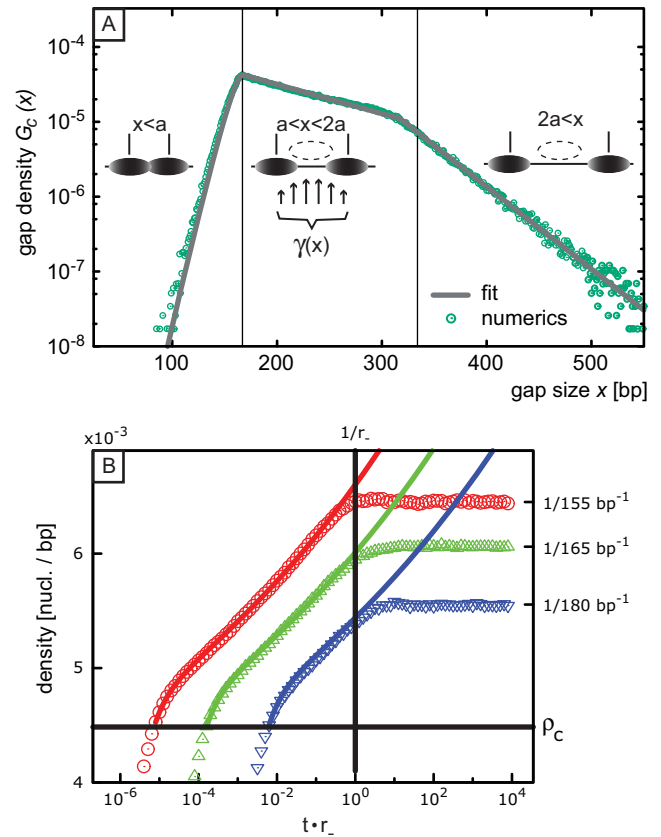 A
gap density G_c (x)
10^-4
10^-5
10^-6
10^-7
10^-8
x<a
a<x<2a
2a<x
γ(x)
fit
numerics
100
200
300
400
500
gap size x [bp]
B
x10^-3
1/r_-
density [nucl. / bp]
6
5
4
1/155 bp^-1
1/165 bp^-1
1/180 bp^-1
ρ_c
10^-6
10^-4
10^-2
10^0
10^2
10^4
t·r_-